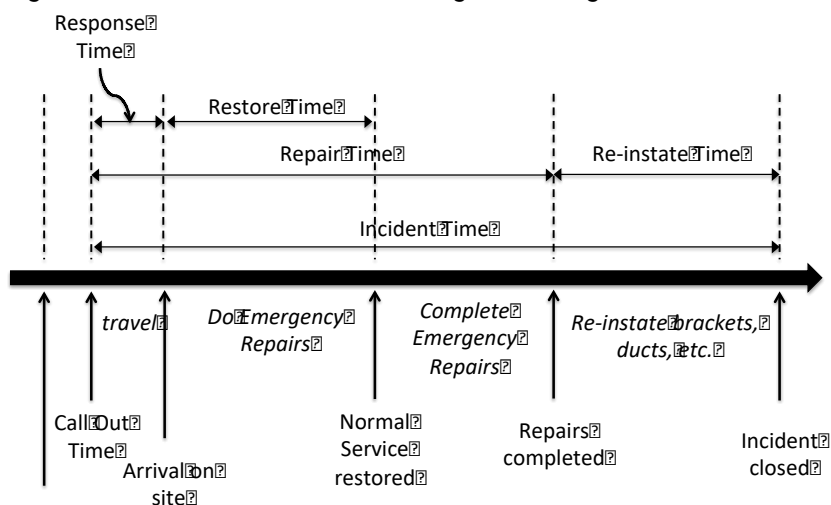 Response
Time
Restore Time
Repair Time
Re-instate Time
Incident Time
travel
Do Emergency
Repairs
Complete
Emergency
Repairs
Re-instate brackets,
ducts, etc.
Call Out
Time
Arrival on
site
Normal
Service
restored
Repairs
completed
Incident
closed